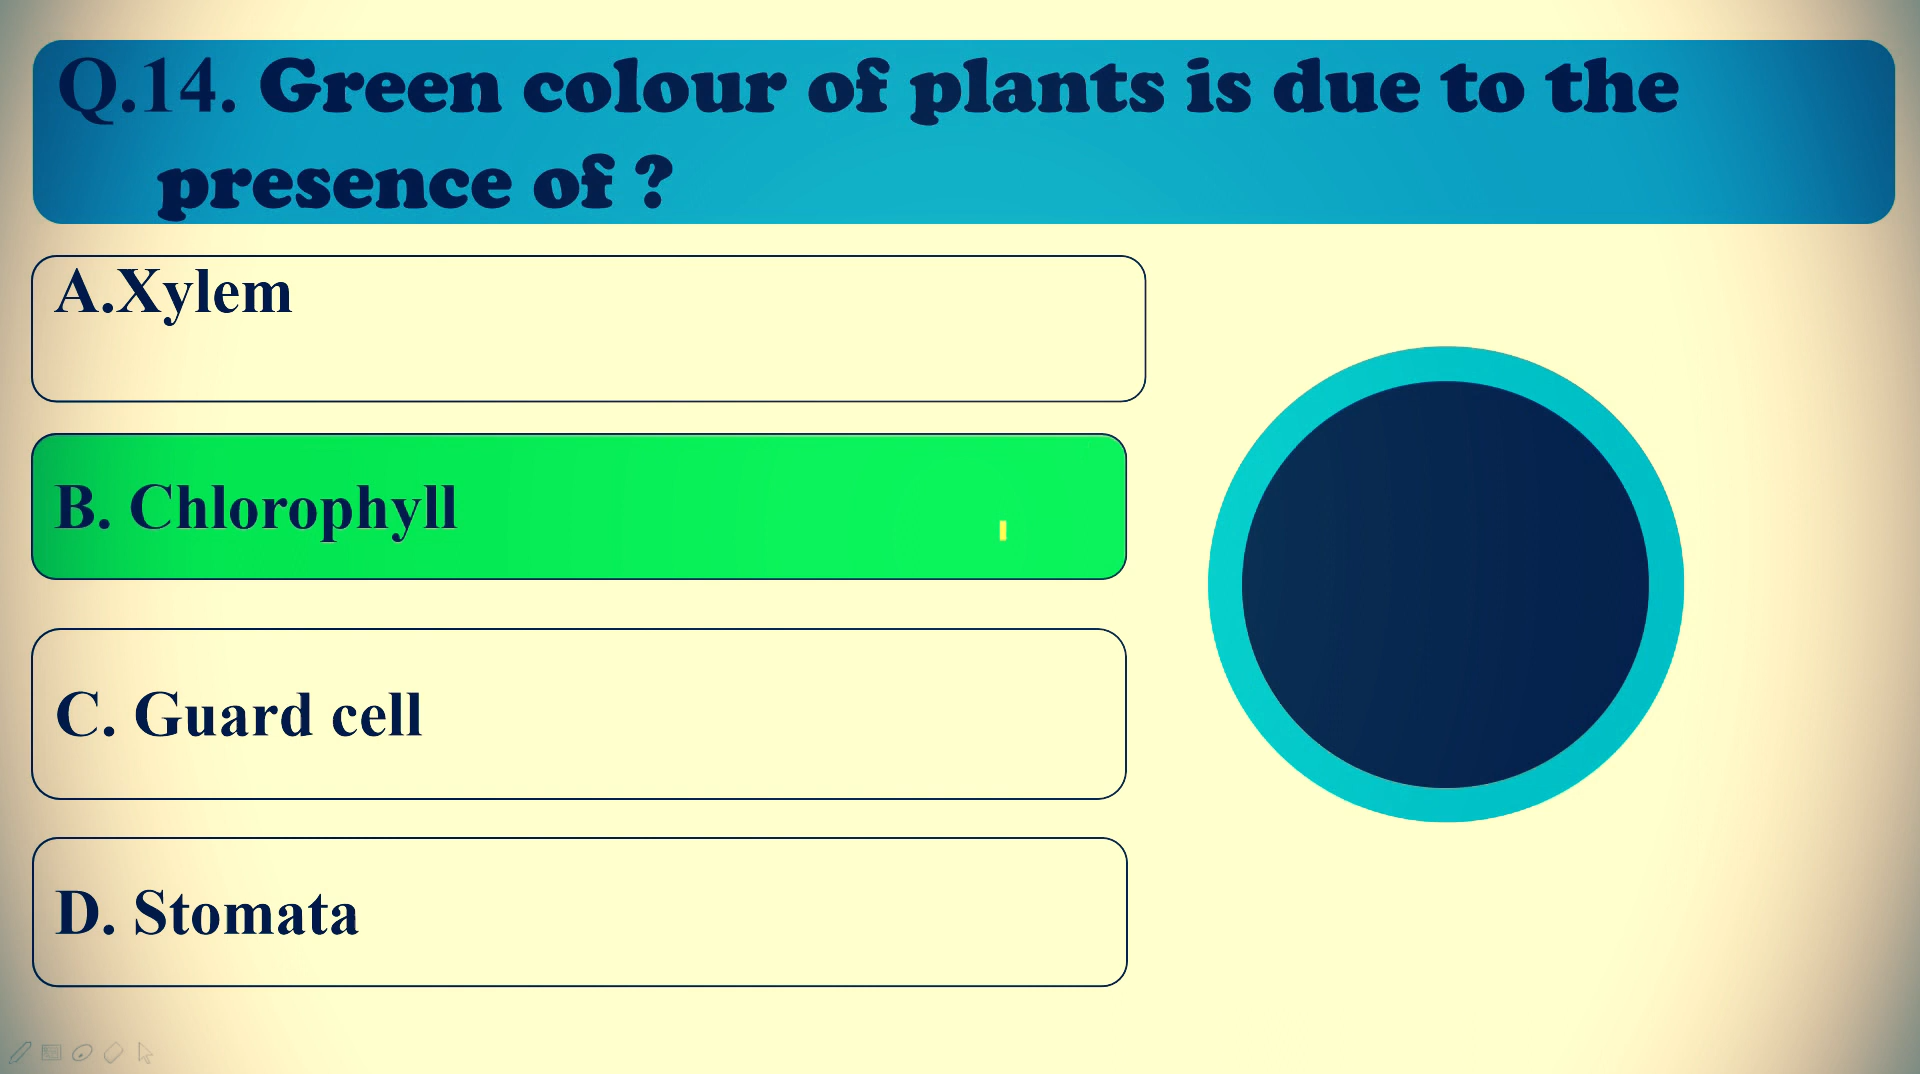 Q.14. Green colour of plants is due to the
presence of ?
A.Xylem
B. Chlorophyll
C. Guard cell
D. Stomata